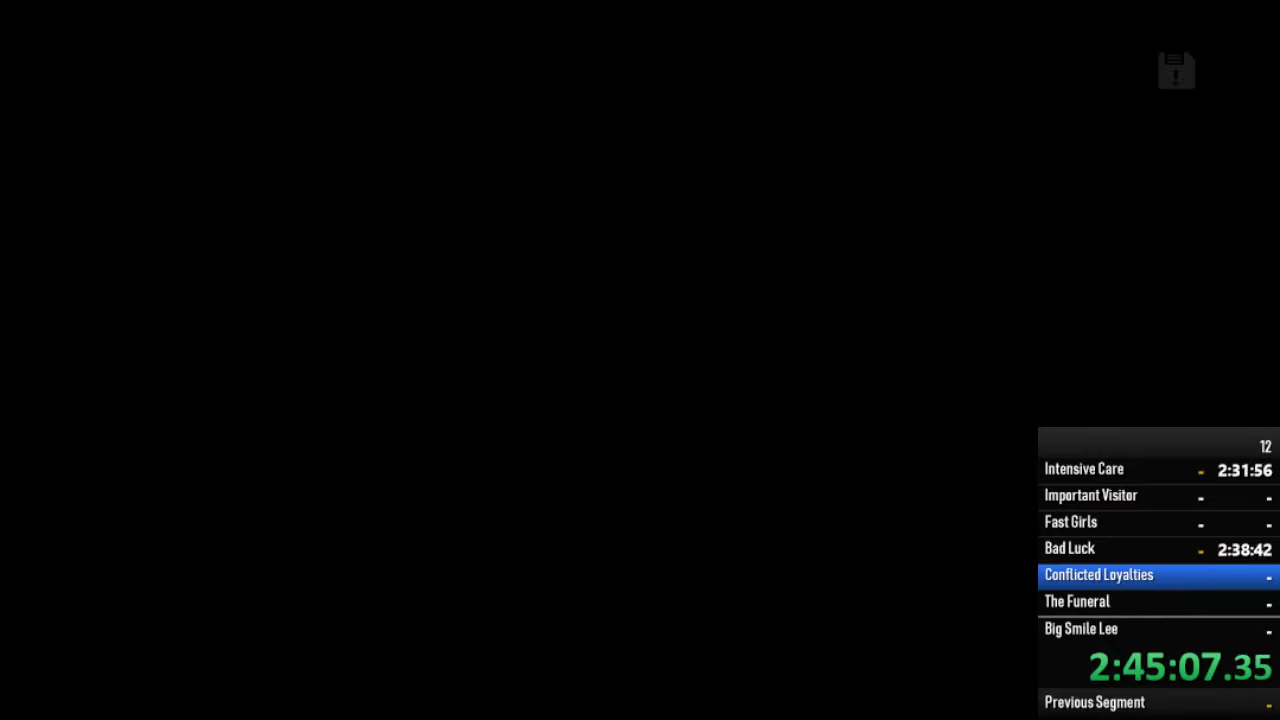 12
Intensive Care - 2:31:56
Important Visitor - -
Fast Girls - -
Bad Luck - 2:38:42
Conflicted Loyalties -
The Funeral -
Big Smile Lee -
2:45:07.35
Previous Segment -